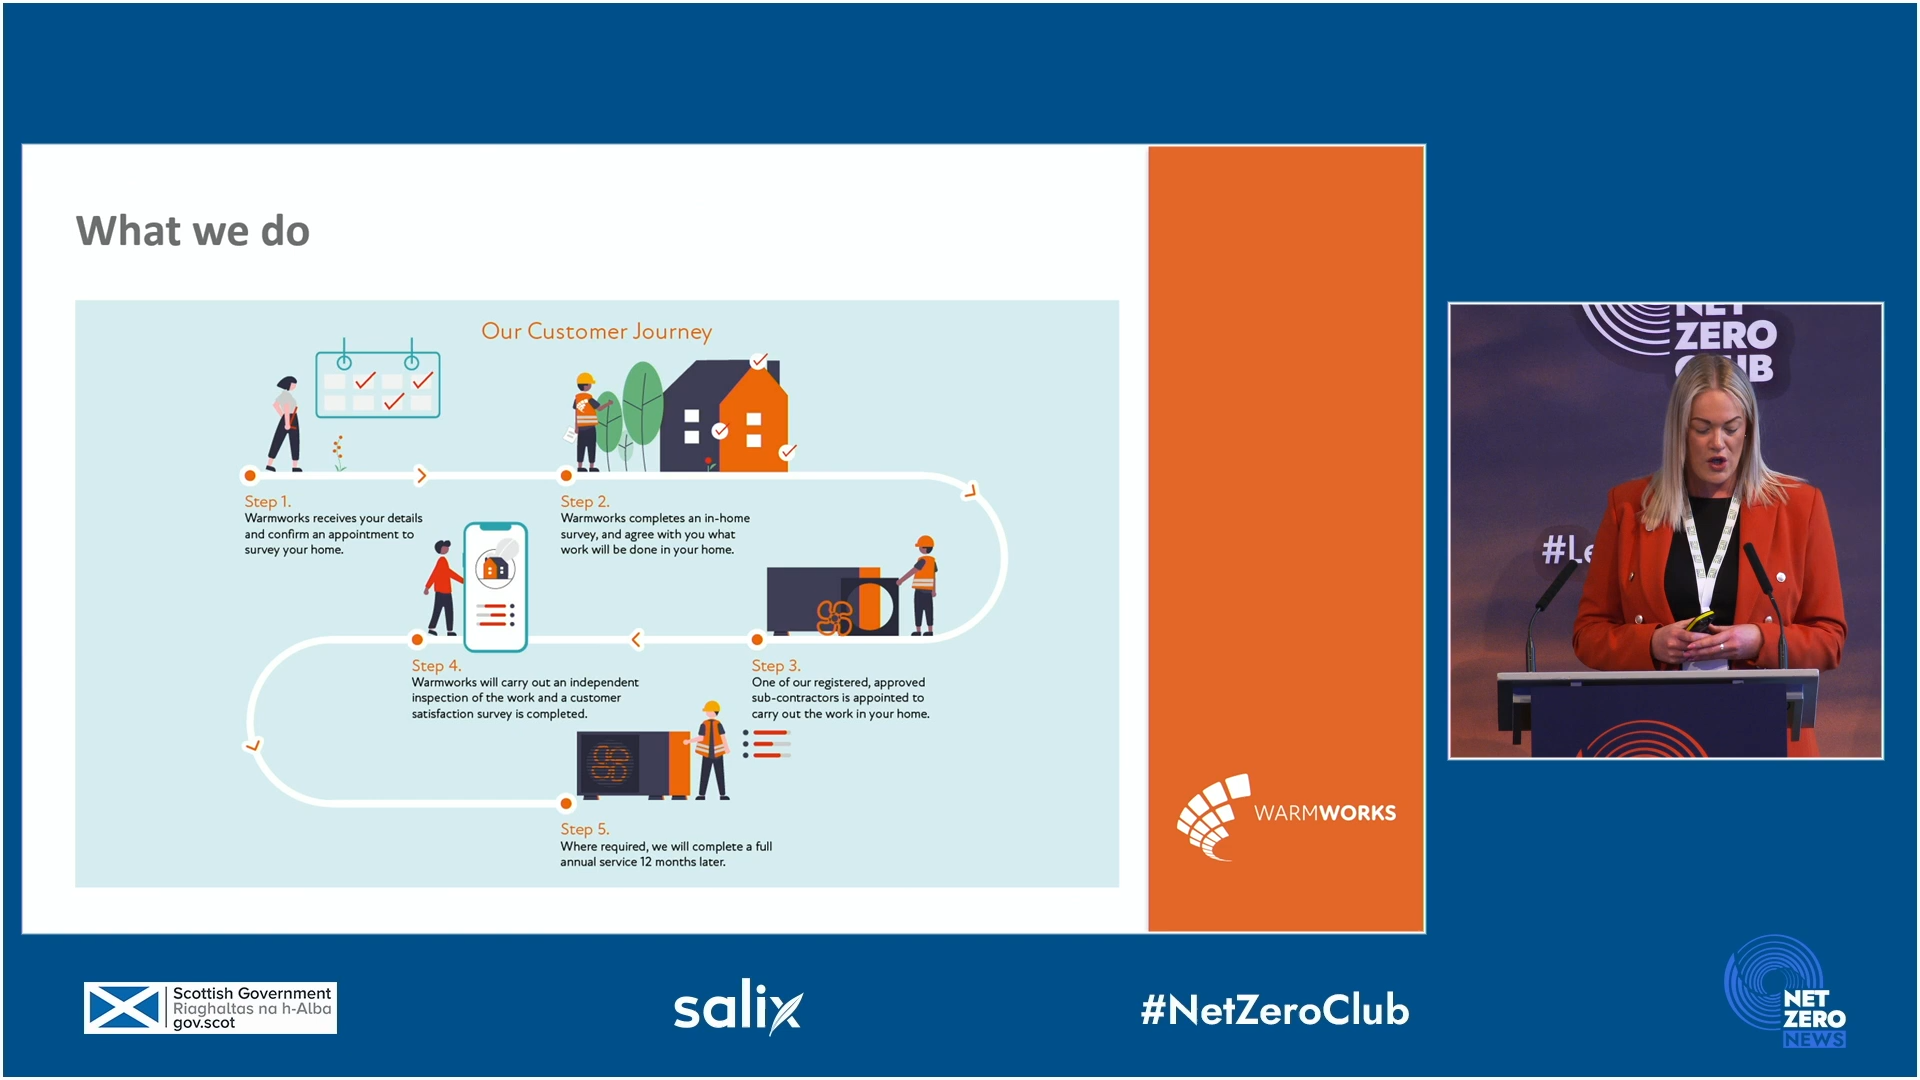 What we do
Our Customer Journey
Step 1.
Warmworks receives your details
and confirm an appointment to
survey your home.
Step 2.
Warmworks completes an in-home
survey, and agree with you what
work will be done in your home.
Step 3.
One of our registered, approved
sub-contractors is appointed to
carry out the work in your home.
Step 4.
Warmworks will carry out an independent
inspection of the work and a customer
satisfaction survey is completed.
Step 5.
Where required, we will complete a full
annual service 12 months later.
WARMWORKS
NET
ZERO
CLUB
#Le
Scottish Government
Riaghaltas na h-Alba
gov.scot
salix
#NetZeroClub
NET
ZERO
NEWS